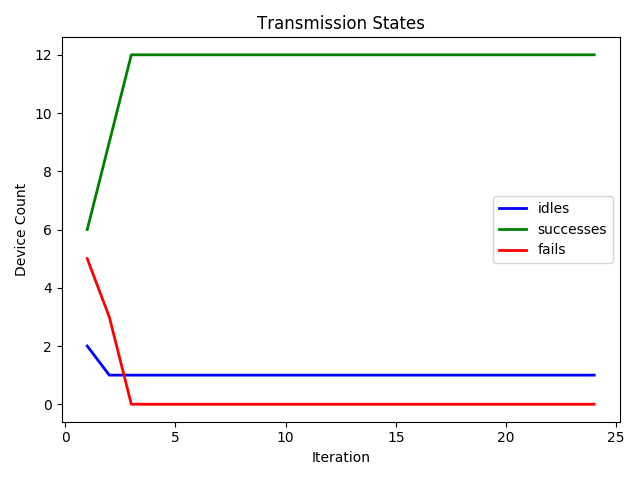 Transmission States
Device Count
12
10
8
6
4
2
0
idles
successes
fails
0 5 10 15 20 25
Iteration